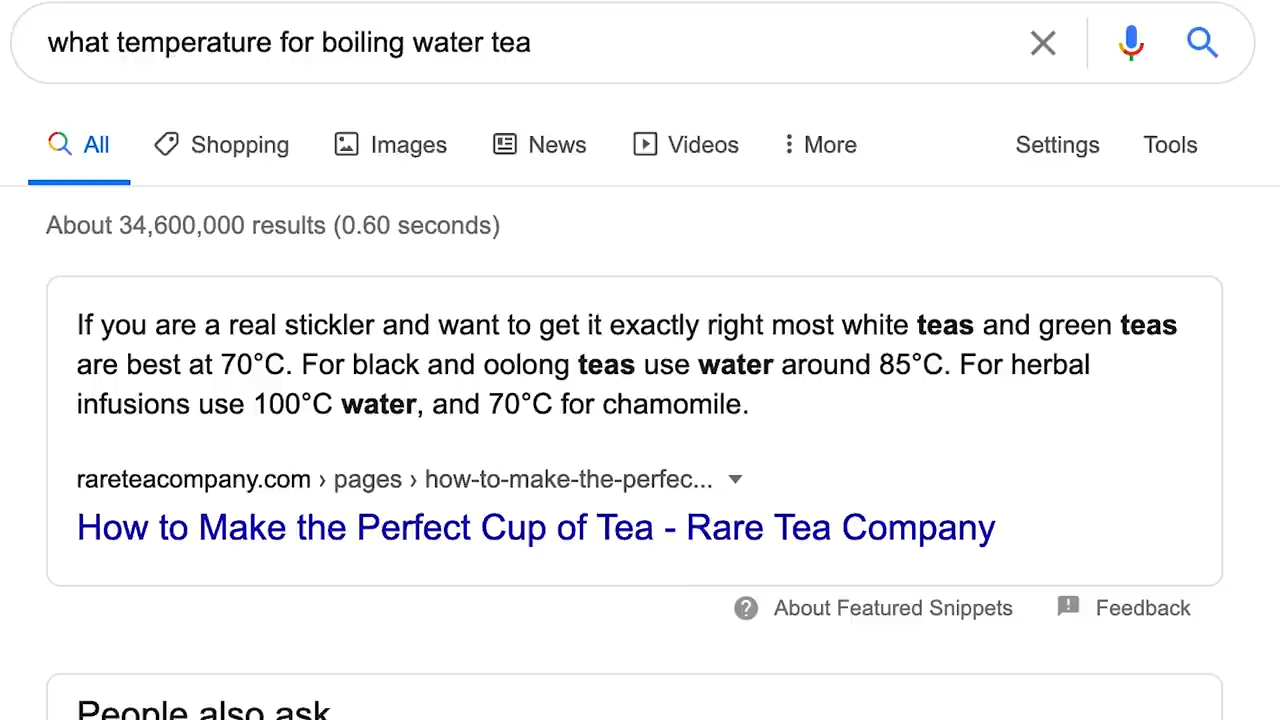 what temperature for boiling water tea
All Shopping Images News Videos More Settings Tools
About 34,600,000 results (0.60 seconds)
If you are a real stickler and want to get it exactly right most white teas and green teas
are best at 70°C. For black and oolong teas use water around 85°C. For herbal
infusions use 100°C water, and 70°C for chamomile.
rareteacompany.com › pages › how-to-make-the-perfec...
How to Make the Perfect Cup of Tea - Rare Tea Company
About Featured Snippets Feedback
People also ask